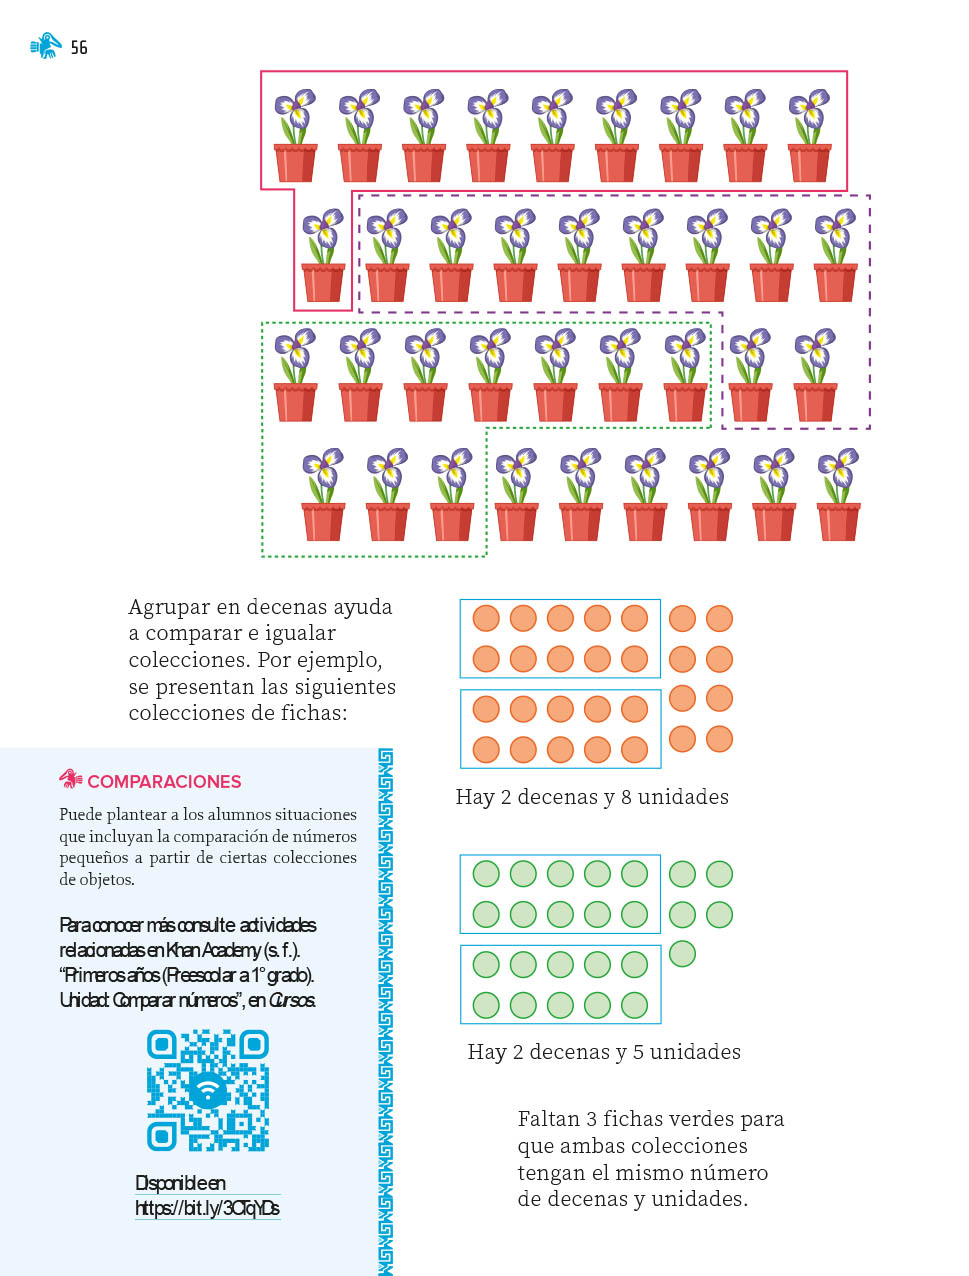 56
Agrupar en decenas ayuda
a comparar e igualar
colecciones. Por ejemplo,
se presentan las siguientes
colecciones de fichas:
Hay 2 decenas y 8 unidades
Hay 2 decenas y 5 unidades
Faltan 3 fichas verdes para
que ambas colecciones
tengan el mismo número
de decenas y unidades.
COMPARACIONES
Puede plantear a los alumnos situaciones
que incluyan la comparación de números
pequeños a partir de ciertas colecciones
de objetos.
Para conocer más consulte actividades
relacionadas en Khan Academy (s. f.).
“Primeros años (Preescolar a 1° grado).
Unidad: Comparar números”, en Cursos.
Disponible en
https://bit.ly/3CTqYDs